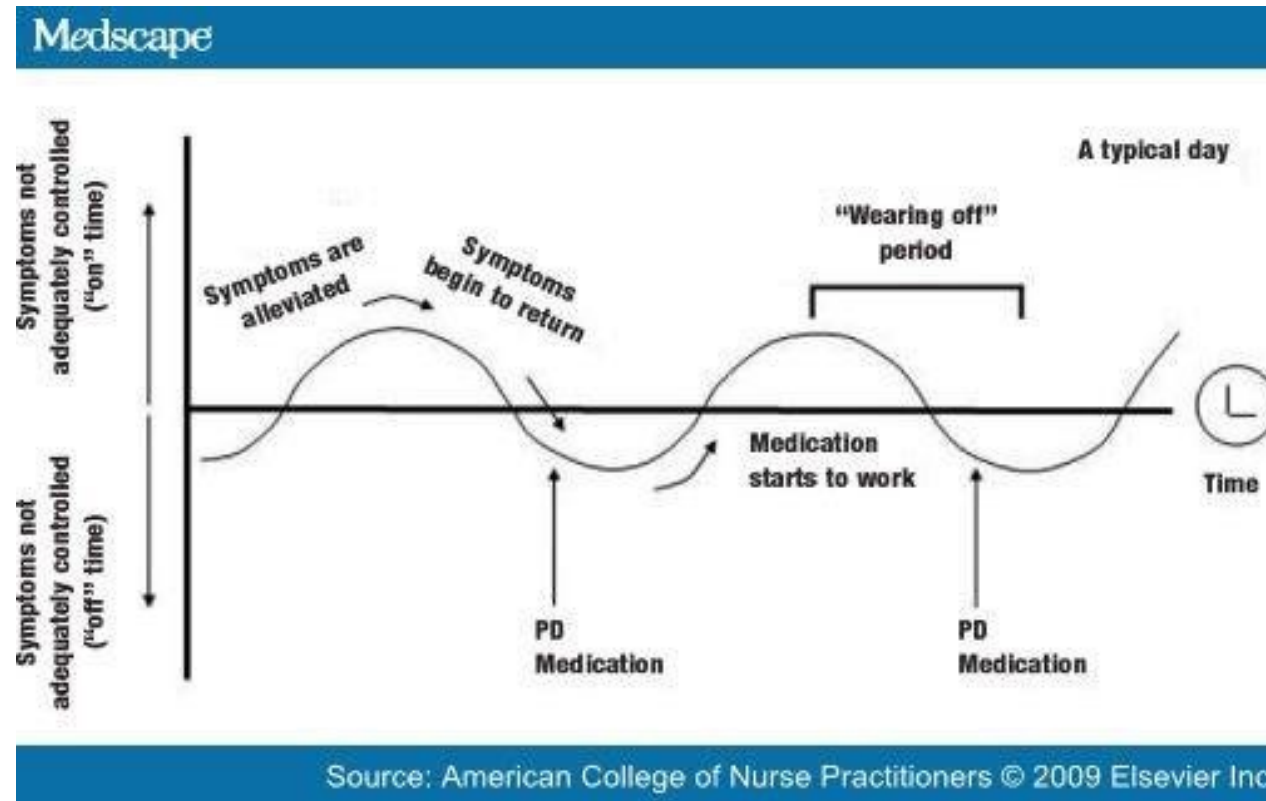 Medscape
A typical day
Symptoms not
adequately controlled
("on" time)
Symptoms are
alleviated
Symptoms
begin to return
“Wearing off”
period
Medication
starts to work
Time
Symptoms not
adequately controlled
("off" time)
PD
Medication
PD
Medication
Source: American College of Nurse Practitioners © 2009 Elsevier Inc